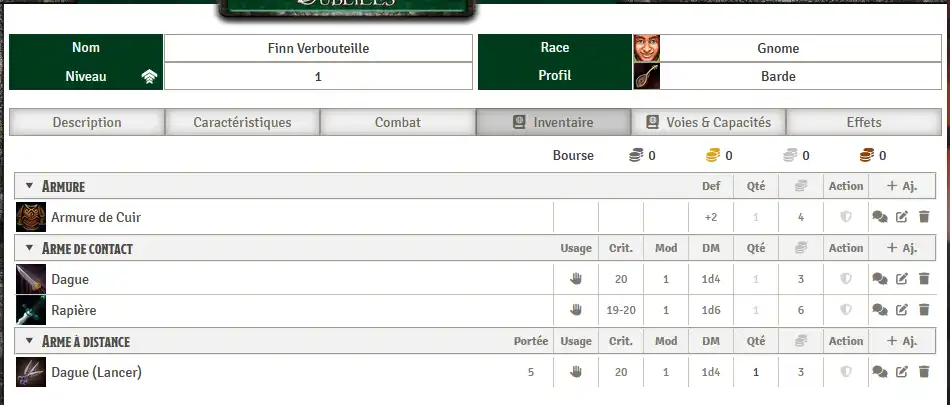 Nom Finn Verbouteille Race Gnome
Niveau 1 Profil Barde
Description Caractéristiques Combat Inventaire Voies & Capacités Effets
Bourse 0 0 0 0
ARMURE Def Qté Action + Aj.
Armure de Cuir +2 1 4
ARME DE CONTACT Usage Crit. Mod DM Qté Action + Aj.
Dague 20 1 1d4 1 3
Rapière 19-20 1 1d6 1 6
ARME À DISTANCE Portée Usage Crit. Mod DM Qté Action + Aj.
Dague (Lancer) 5 20 1 1d4 1 3